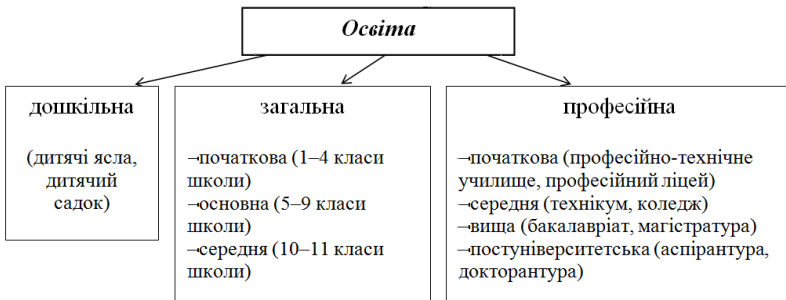 Освіта
дошкільна
(дитячі ясла,
дитячий
садок)
загальна
→початкова (1–4 класи
школи)
→основна (5–9 класи
школи)
→середня (10–11 класи
школи)
професійна
→початкова (професійно-технічне
училище, професійний ліцей)
→середня (технікум, коледж)
→вища (бакалавріат, магістратура)
→постуніверситетська (аспірантура,
докторантура)